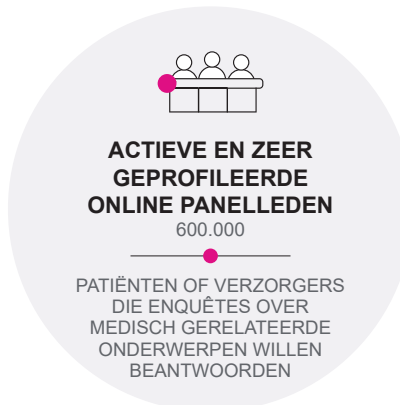 ACTIEVE EN ZEER
GEPROFILEERDE
ONLINE PANELLEDEN
600.000
PATIËNTEN OF VERZORGERS
DIE ENQUÊTES OVER
MEDISCH GERELATEERDE
ONDERWERPEN WILLEN
BEANTWOORDEN